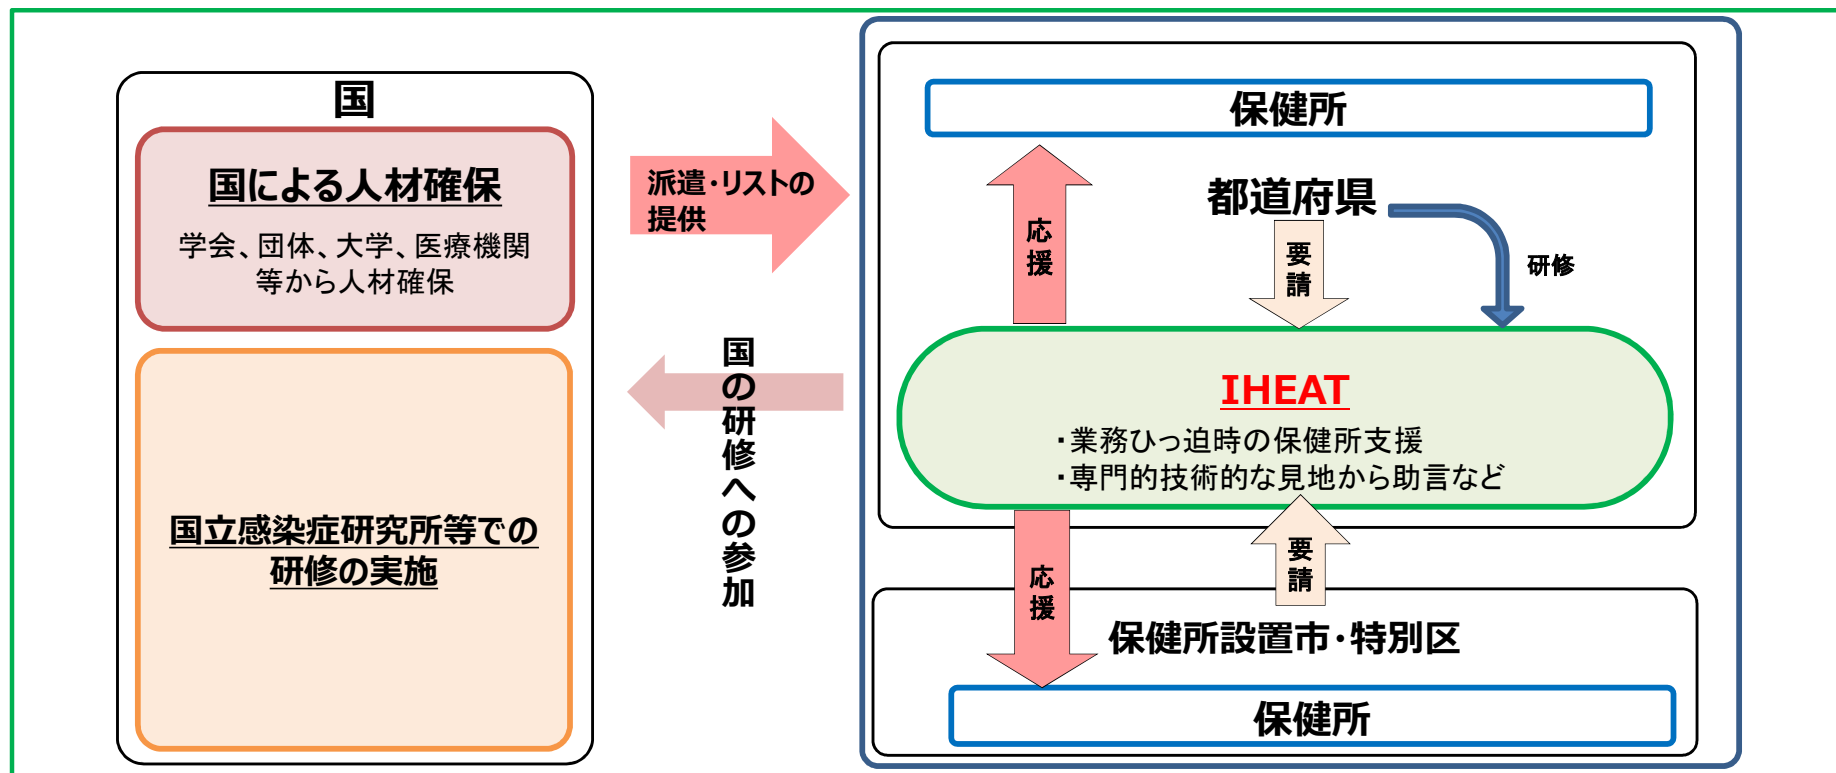 国
国による人材確保
学会、団体、大学、医療機関
等から人材確保
国立感染症研究所等での
研修の実施
派遣・リストの
提供
国の研修への参加
保健所
都道府県
応援
要請
研修
IHEAT
・業務ひっ迫時の保健所支援
・専門的技術的な見地から助言など
応援
要請
保健所設置市・特別区
保健所